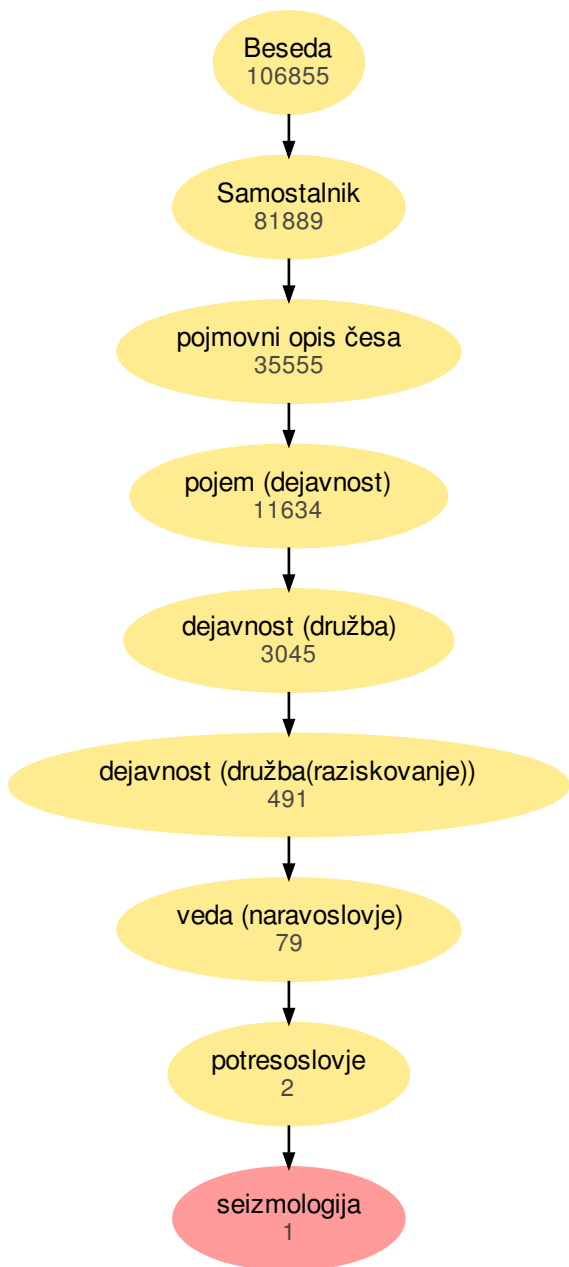 Beseda
106855
Samostalnik
81889
pojmovni opis česa
35555
pojem (dejavnost)
11634
dejavnost (družba)
3045
dejavnost (družba(raziskovanje))
491
veda (naravoslovje)
79
potresoslovje
2
seizmologija
1